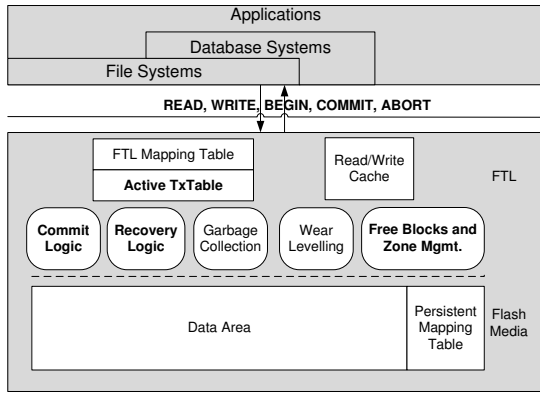 Applications
Database Systems
File Systems
READ, WRITE, BEGIN, COMMIT, ABORT
FTL Mapping Table
Active TxTable
Read/Write
Cache
FTL
Commit
Logic
Recovery
Logic
Garbage
Collection
Wear
Levelling
Free Blocks and
Zone Mgmt.
Data Area
Persistent
Mapping
Table
Flash
Media